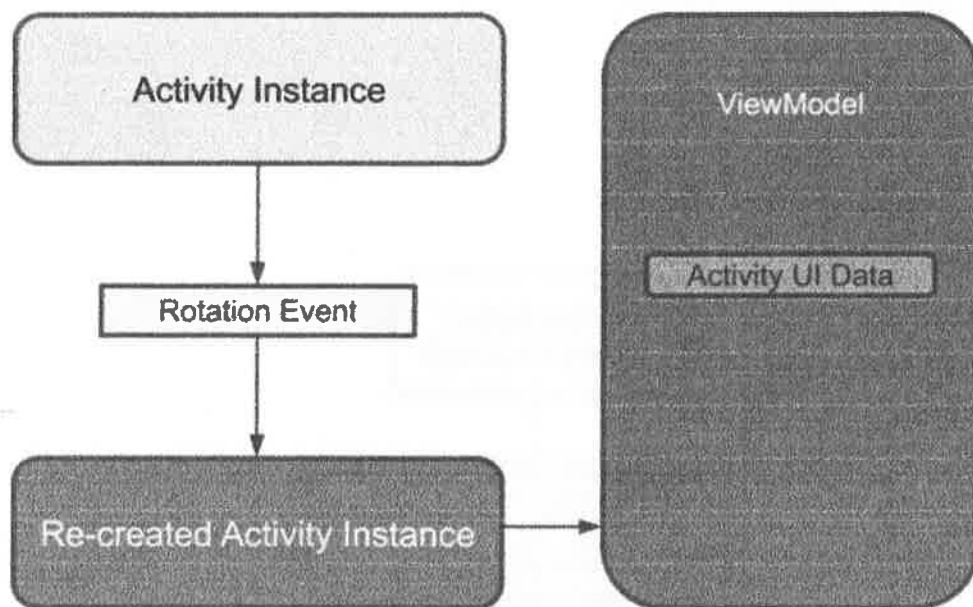 Activity Instance
ViewModel
Activity UI Data
Rotation Event
Re-created Activity Instance